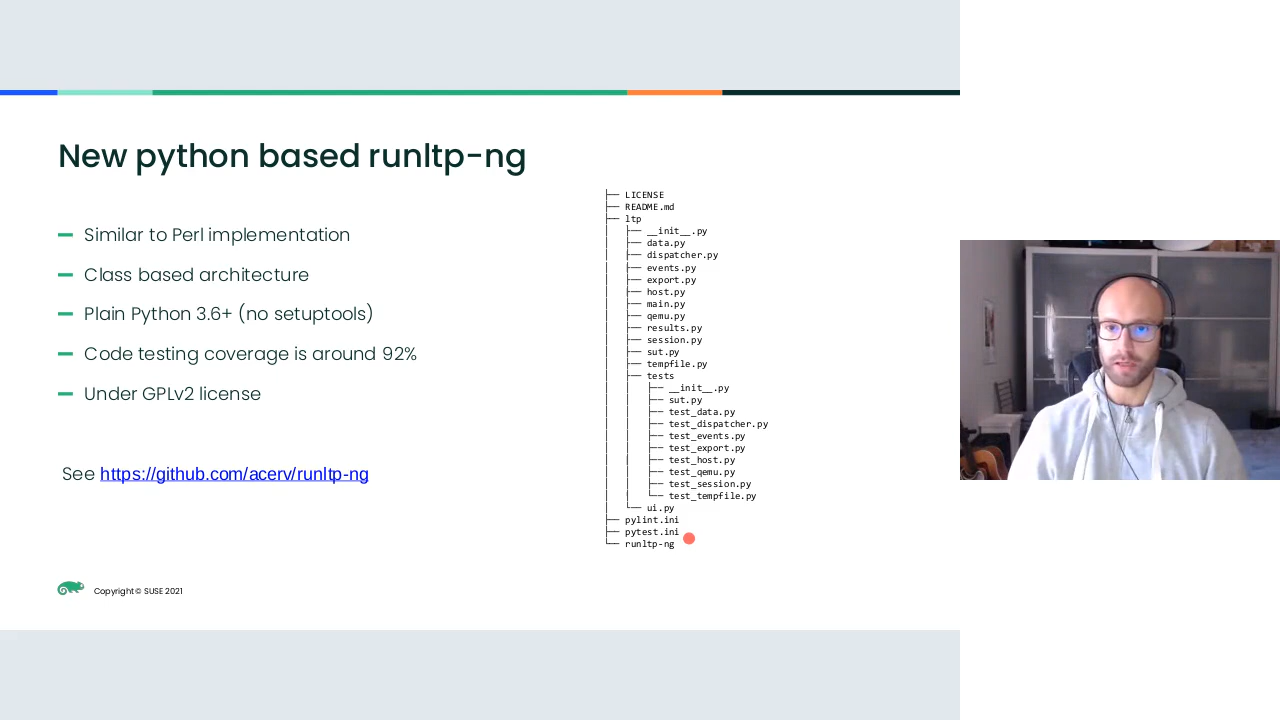 New python based runltp-ng
Similar to Perl implementation
Class based architecture
Plain Python 3.6+ (no setuptools)
Code testing coverage is around 92%
Under GPLv2 license
See https://github.com/acerv/runltp-ng
├── LICENSE
├── README.md
├── ltp
│   ├── __init__.py
│   ├── data.py
│   ├── dispatcher.py
│   ├── events.py
│   ├── export.py
│   ├── host.py
│   ├── main.py
│   ├── qemu.py
│   ├── results.py
│   ├── session.py
│   ├── sut.py
│   ├── tempfile.py
│   ├── tests
│   │   ├── __init__.py
│   │   ├── sut.py
│   │   ├── test_data.py
│   │   ├── test_dispatcher.py
│   │   ├── test_events.py
│   │   ├── test_export.py
│   │   ├── test_host.py
│   │   ├── test_qemu.py
│   │   ├── test_session.py
│   │   └── test_tempfile.py
│   └── ui.py
├── pylint.ini
├── pytest.ini
└── runltp-ng
Copyright © SUSE 2021